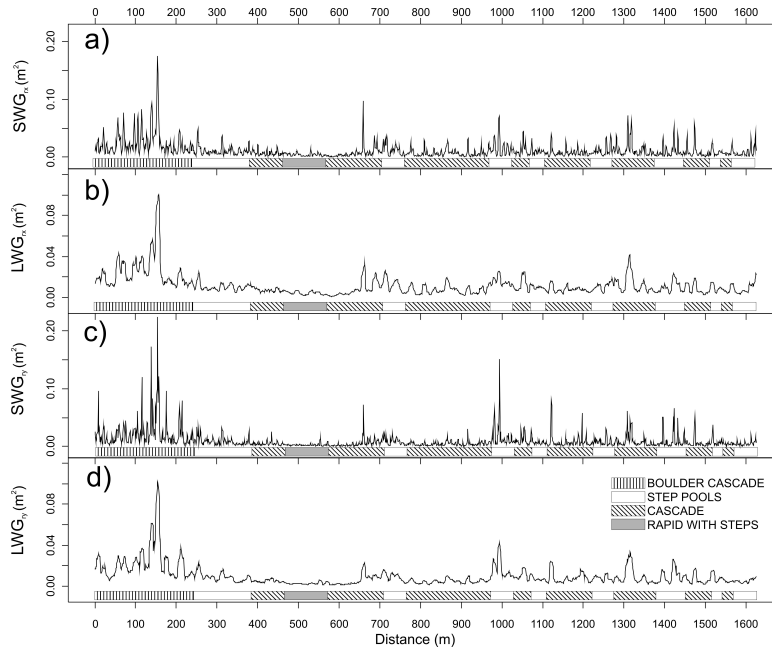 0 100 200 300 400 500 600 700 800 900 1000 1100 1200 1300 1400 1500 1600
a)
SWGrx (m²)
0.20
0.10
0.00
b)
LWGrx (m²)
0.08
0.04
0.00
c)
SWGry (m²)
0.20
0.10
0.00
d)
LWGry (m²)
0.08
0.04
0.00
BOULDER CASCADE
STEP POOLS
CASCADE
RAPID WITH STEPS
0 100 200 300 400 500 600 700 800 900 1000 1100 1200 1300 1400 1500 1600
Distance (m)